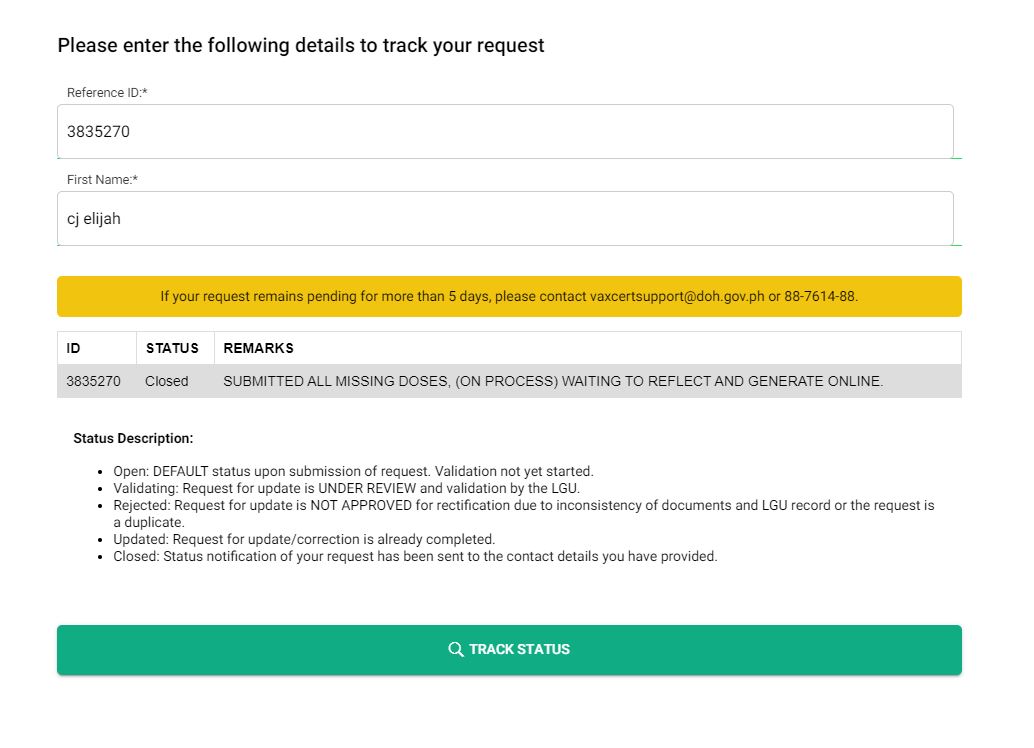 Please enter the following details to track your request
Reference ID:*
3835270
First Name:*
cj elijah
If your request remains pending for more than 5 days, please contact vaxcertsupport@doh.gov.ph or 88-7614-88.
ID STATUS REMARKS
3835270 Closed SUBMITTED ALL MISSING DOSES, (ON PROCESS) WAITING TO REFLECT AND GENERATE ONLINE.
Status Description:
• Open: DEFAULT status upon submission of request. Validation not yet started.
• Validating: Request for update is UNDER REVIEW and validation by the LGU.
• Rejected: Request for update is NOT APPROVED for rectification due to inconsistency of documents and LGU record or the request is
a duplicate.
• Updated: Request for update/correction is already completed.
• Closed: Status notification of your request has been sent to the contact details you have provided.
TRACK STATUS